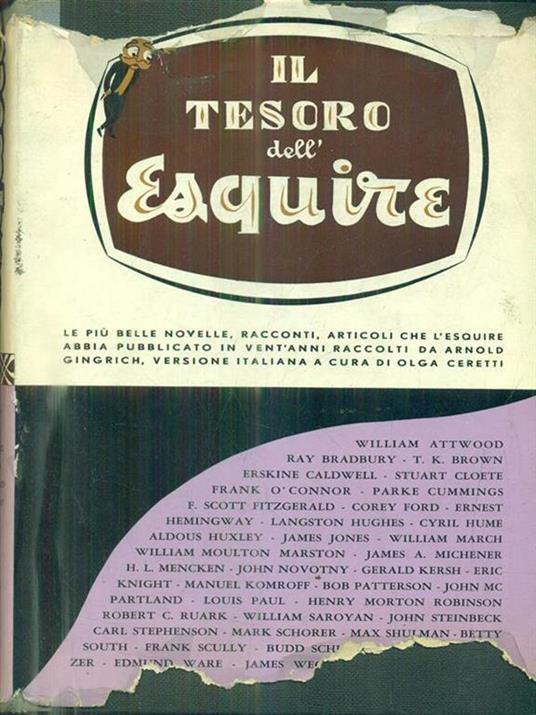 IL
TESORO
dell'
Esquire
LE PIÙ BELLE NOVELLE, RACCONTI, ARTICOLI CHE L'ESQUIRE
ABBIA PUBBLICATO IN VENT'ANNI RACCOLTI DA ARNOLD
GINGRICH, VERSIONE ITALIANA A CURA DI OLGA CERETTI
WILLIAM ATTWOOD
RAY BRADBURY - T. K. BROWN
ERSKINE CALDWELL - STUART CLOETE
FRANK O'CONNOR - PARKE CUMMINGS
F. SCOTT FITZGERALD - COREY FORD - ERNEST
HEMINGWAY - LANGSTON HUGHES - CYRIL HUME
ALDOUS HUXLEY - JAMES JONES - WILLIAM MARCH
WILLIAM MOULTON MARSTON - JAMES A. MICHENER
H. L. MENCKEN - JOHN NOVOTNY - GERALD KERSH - ERIC
KNIGHT - MANUEL KOMROFF - BOB PATTERSON - JOHN MC
PARTLAND - LOUIS PAUL - HENRY MORTON ROBINSON
ROBERT C. RUARK - WILLIAM SAROYAN - JOHN STEINBECK
CARL STEPHENSON - MARK SCHORER - MAX SHULMAN - BETTY
SOUTH - FRANK SCULLY - BUDD SCH
ZER - EDMUND WARE - JAMES WE